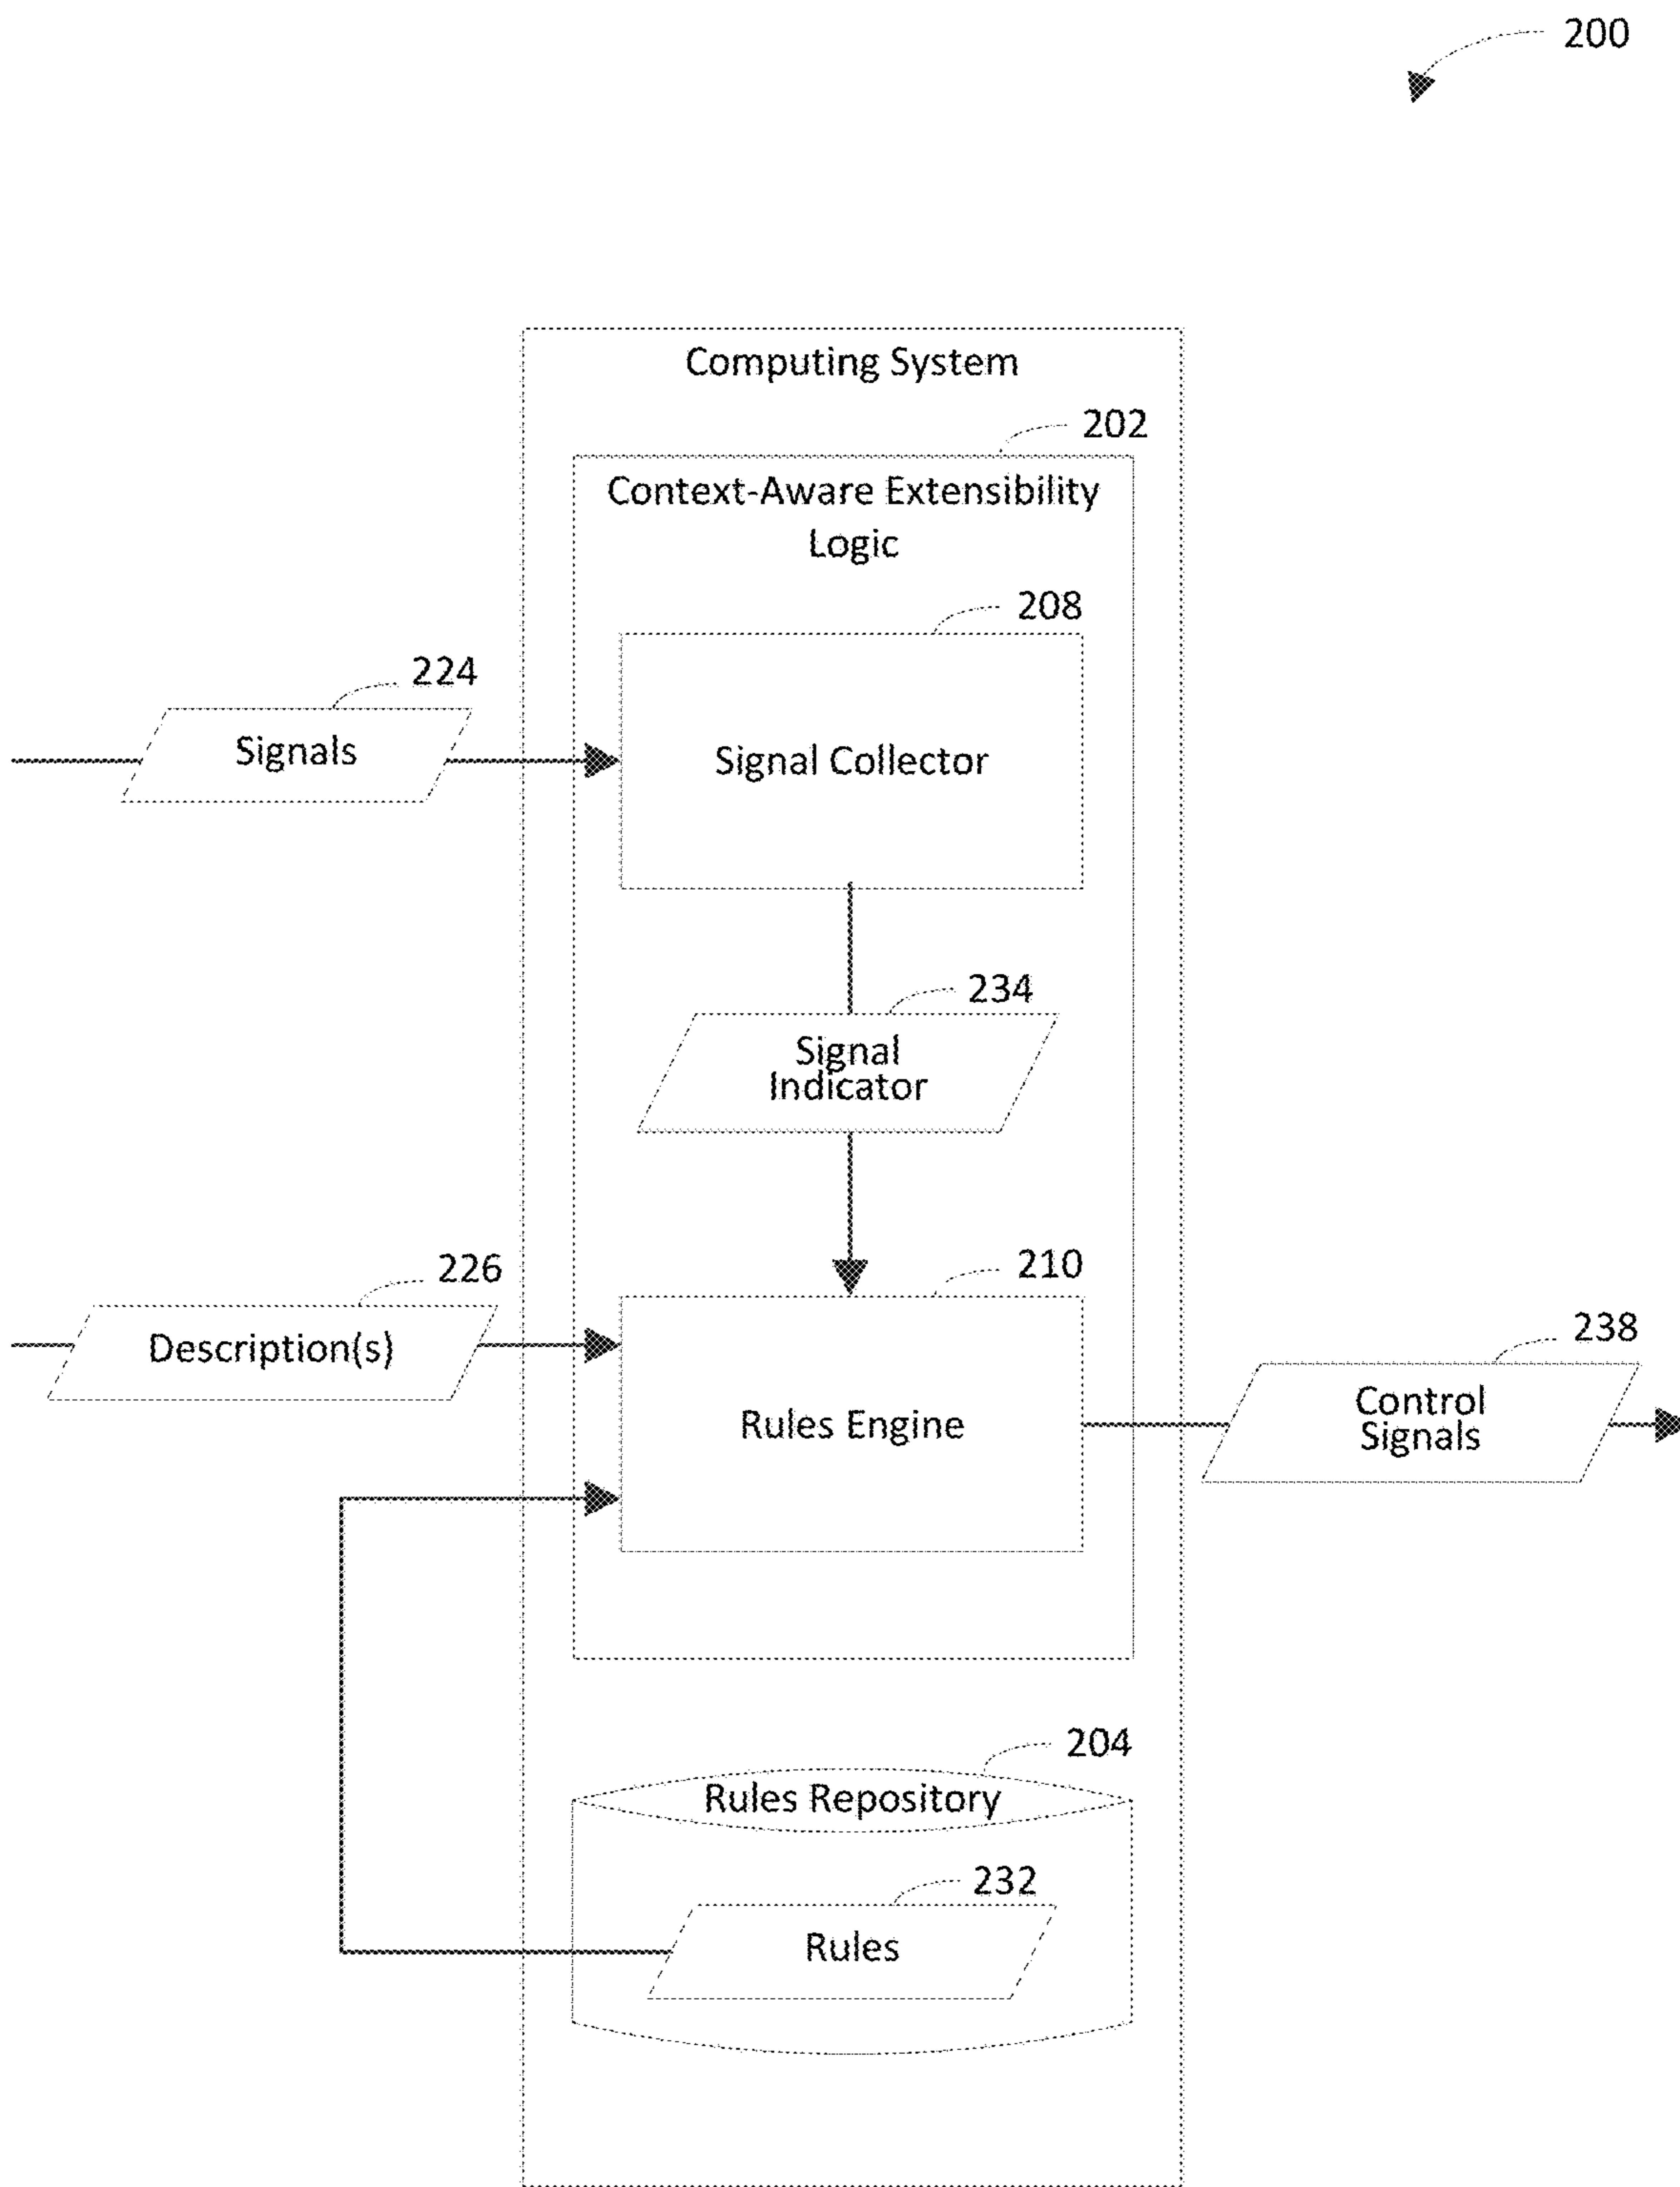 200
Computing System
202
Context-Aware Extensibility
Logic
208
224
Signals
Signal Collector
234
Signal
Indicator
226
210
Description(s)
238
Rules Engine
Control
Signals
204
Rules Repository
232
Rules